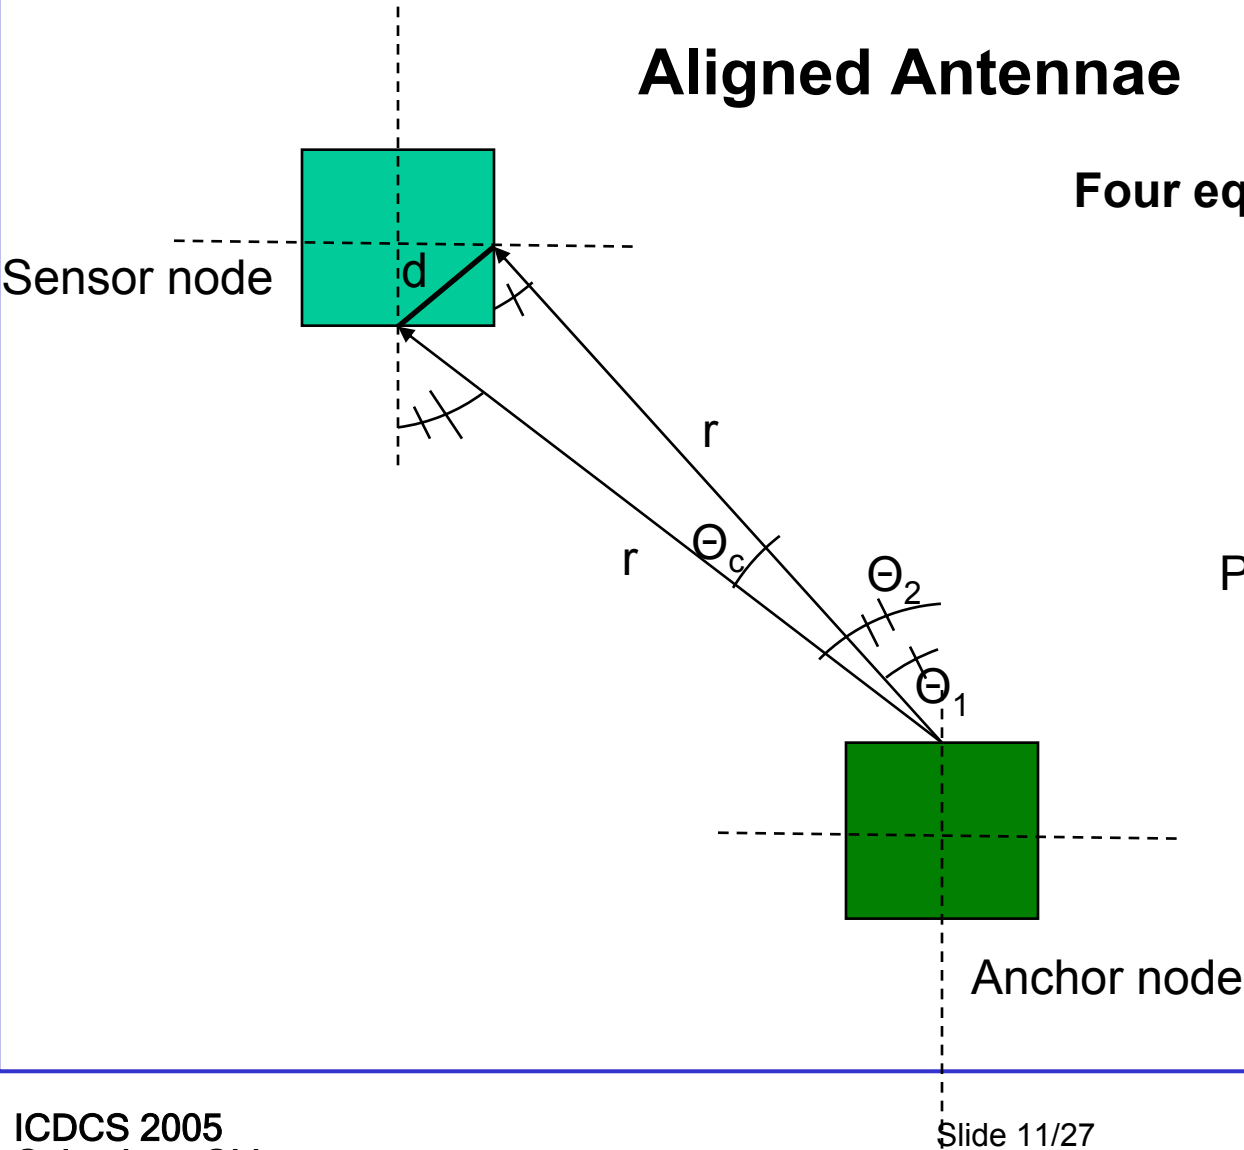 Aligned Antennae
Four eq
Sensor node
d
r
r
Θc
Θ2
P
Θ1
Anchor node
ICDCS 2005
Slide 11/27